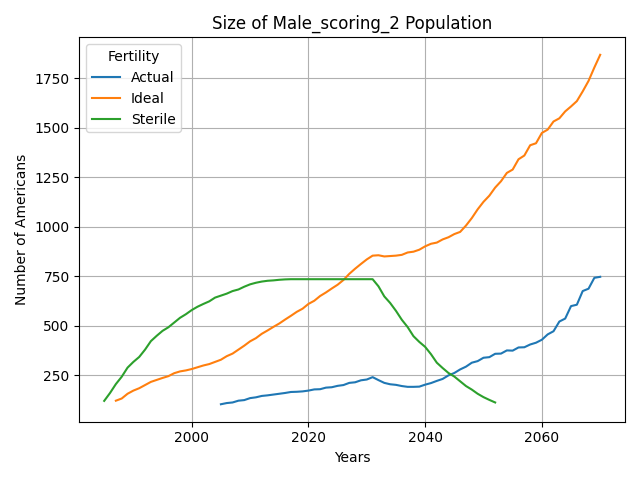 Size of Male_scoring_2 Population
Fertility
Actual
Ideal
Sterile
1750
1500
1250
1000
750
500
250
Number of Americans
2000
2020
2040
2060
Years